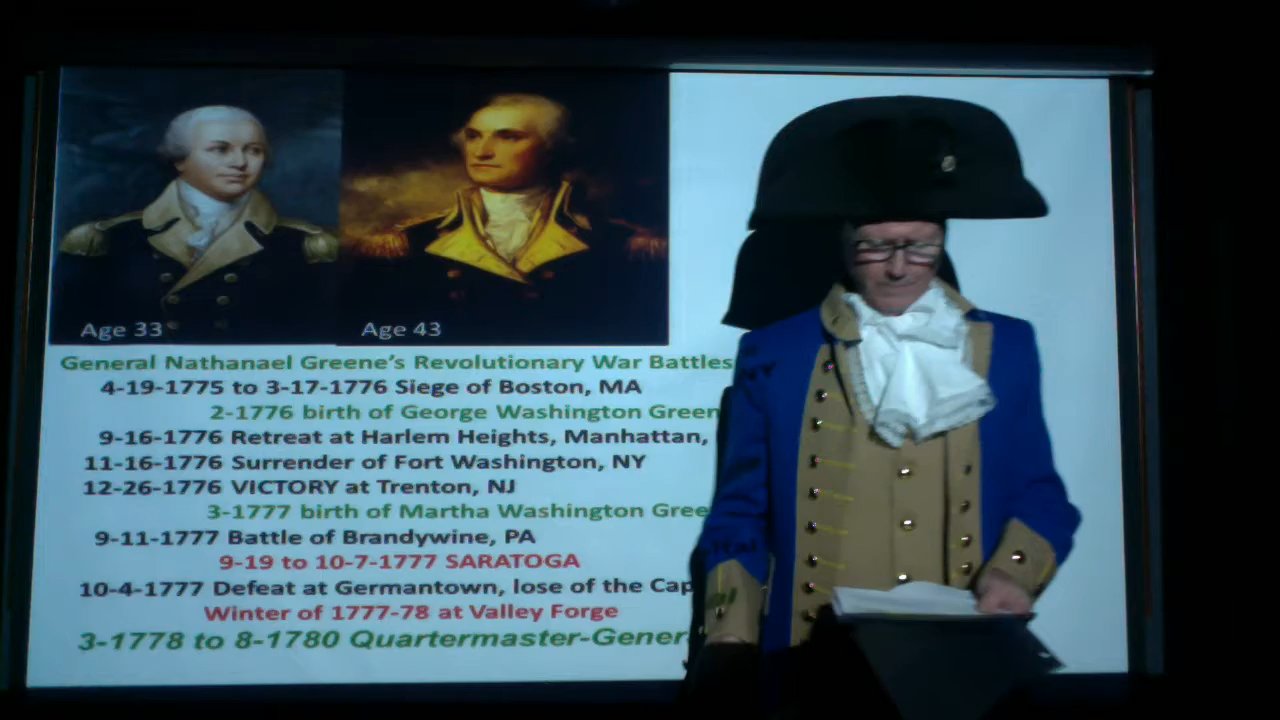 Age 33
Age 43
General Nathanael Greene's Revolutionary War Battles
4-19-1775 to 3-17-1776 Siege of Boston, MA
2-1776 birth of George Washington Green
9-16-1776 Retreat at Harlem Heights, Manhattan, NY
11-16-1776 Surrender of Fort Washington, NY
12-26-1776 VICTORY at Trenton, NJ
3-1777 birth of Martha Washington Gree
9-11-1777 Battle of Brandywine, PA
9-19 to 10-7-1777 SARATOGA
10-4-1777 Defeat at Germantown, lose of the Cap
Winter of 1777-78 at Valley Forge
3-1778 to 8-1780 Quartermaster-Gener